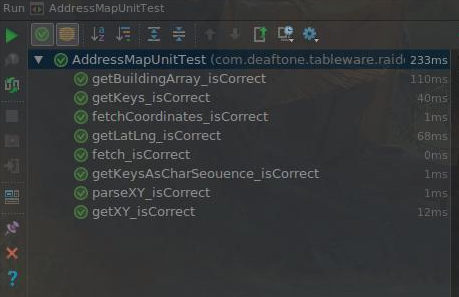 Run AddressMapUnitTest
AddressMapUnitTest (com.deaftone.tableware.raide 233ms
getBuildingArray_isCorrect 110ms
getKeys_isCorrect 40ms
fetchCoordinates_isCorrect 1ms
getLatLng_isCorrect 68ms
fetch_isCorrect 0ms
getKeysAsCharSeouence_isCorrect 1ms
parseXY_isCorrect 1ms
getXY_isCorrect 12ms